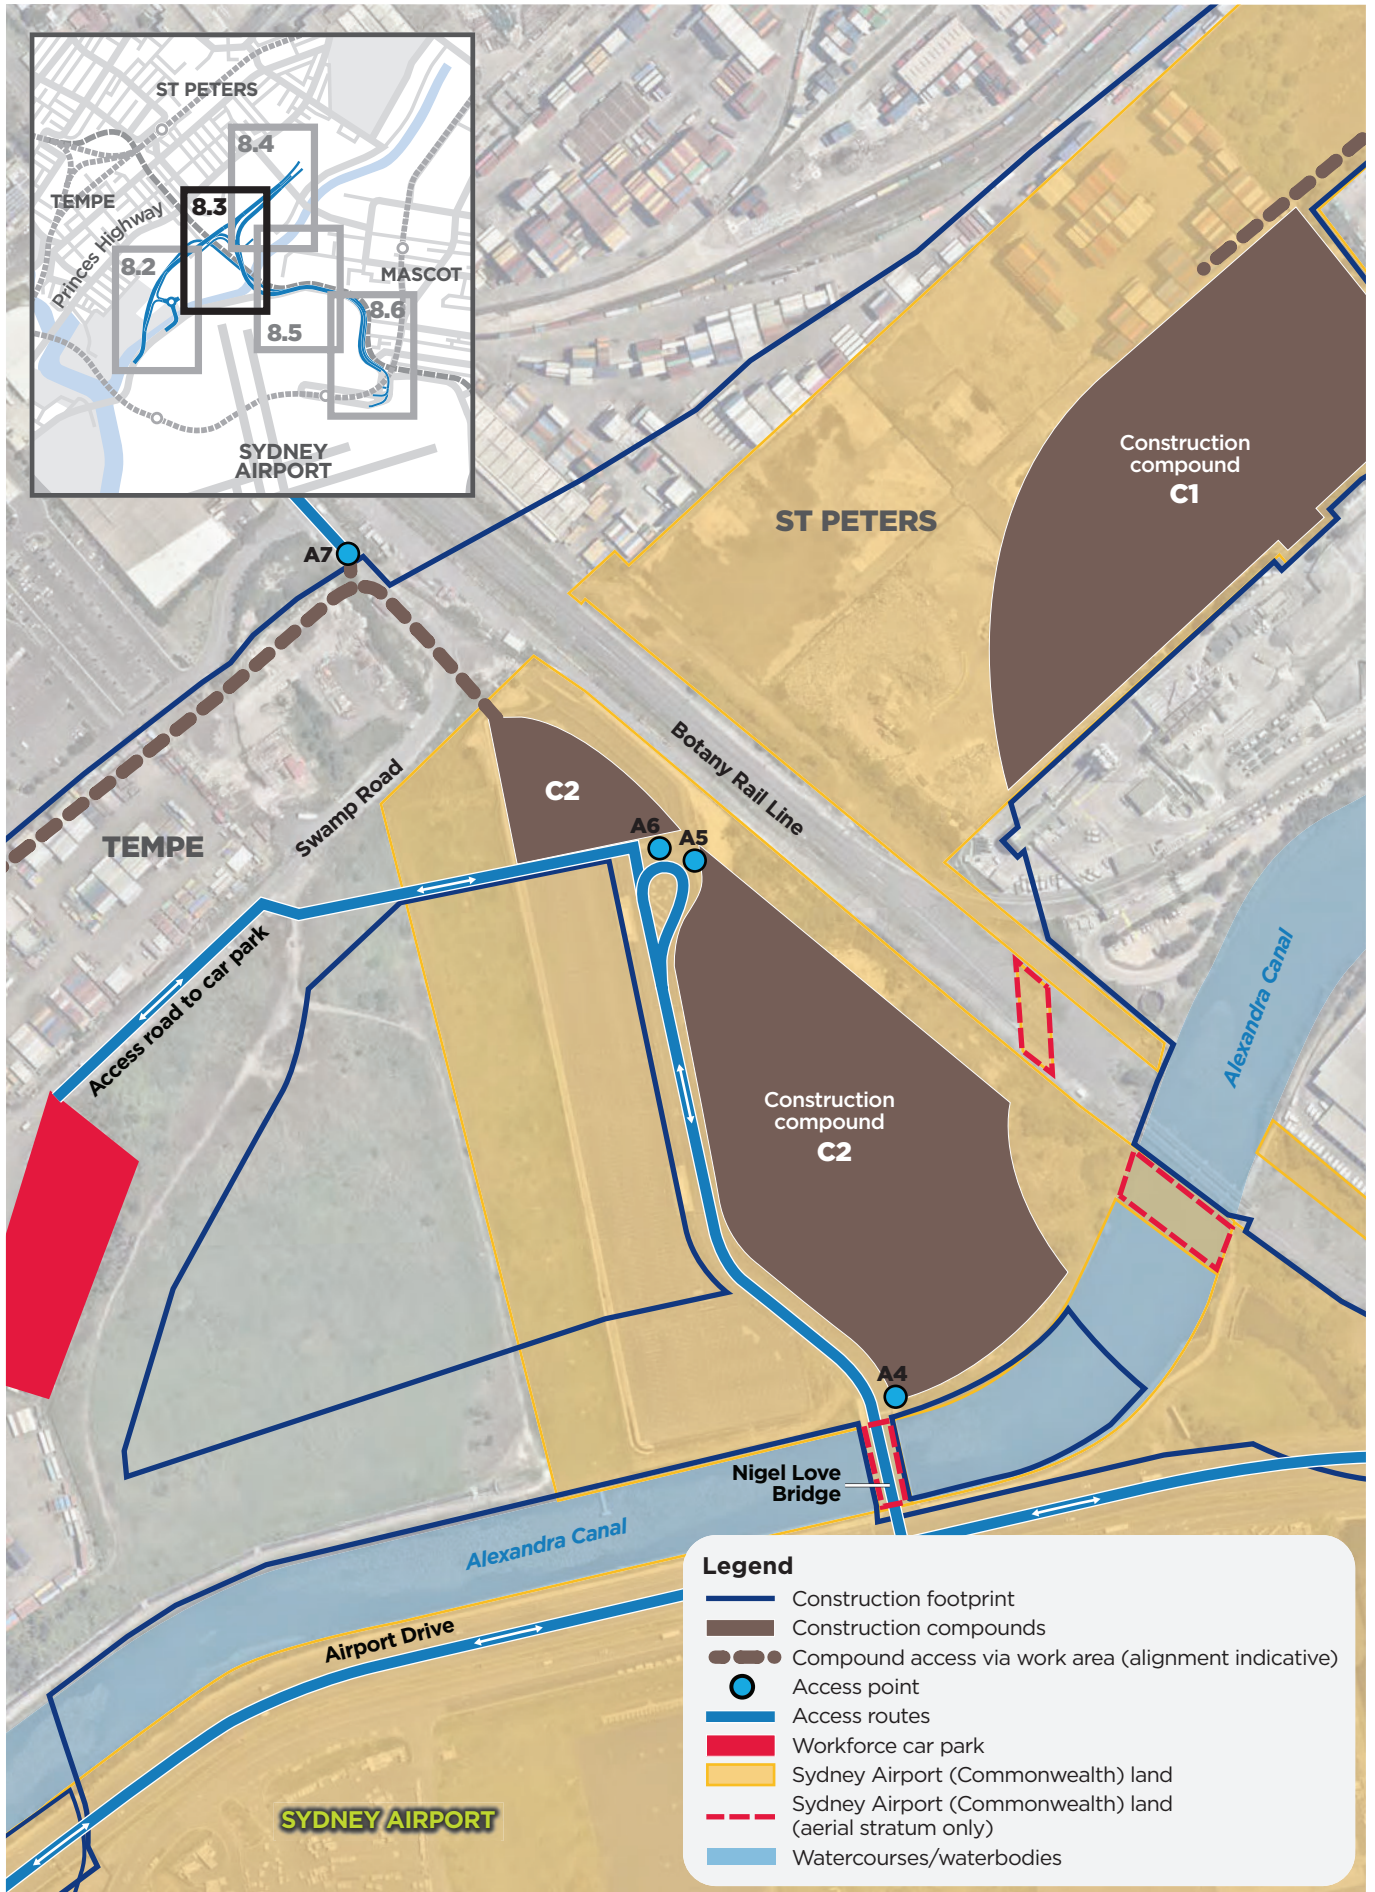 ST PETERS
8.4
TEMPE
8.3
Princes Highway
8.2
MASCOT
8.6
8.5
SYDNEY
AIRPORT
Construction
compound
C1
ST PETERS
A7
Botany Rail Line
Swamp Road
C2
A6
A5
TEMPE
Access road to car park
Alexandra Canal
Construction
compound
C2
A4
Nigel Love
Bridge
Alexandra Canal
Airport Drive
SYDNEY AIRPORT
Legend
Construction footprint
Construction compounds
Compound access via work area (alignment indicative)
Access point
Access routes
Workforce car park
Sydney Airport (Commonwealth) land
Sydney Airport (Commonwealth) land
(aerial stratum only)
Watercourses/waterbodies